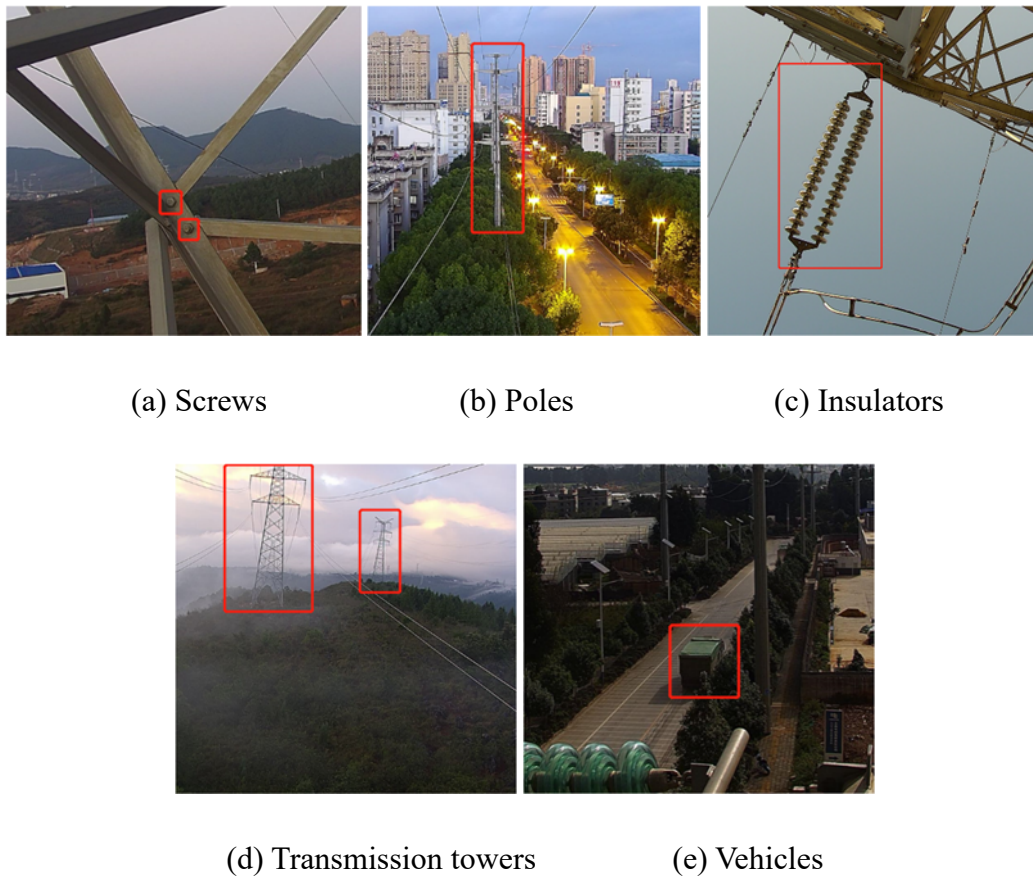 (a) Screws
(b) Poles
(c) Insulators
(d) Transmission towers
(e) Vehicles